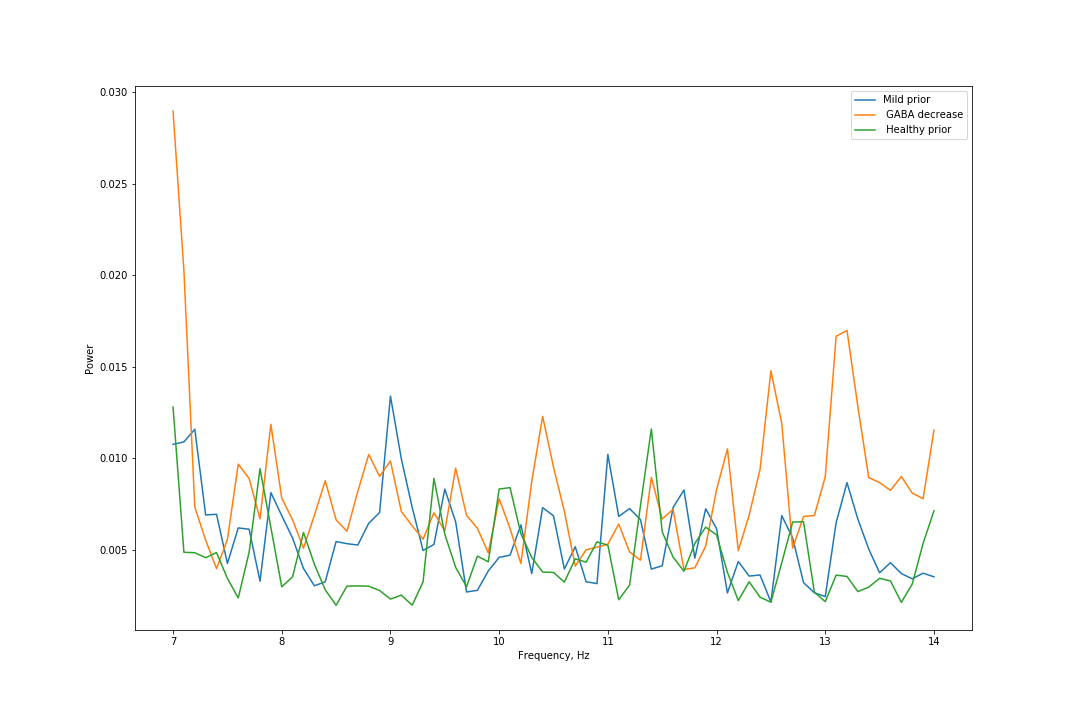 0.030
0.025
0.020
0.015
0.010
0.005
Power
7 8 9 10 11 12 13 14
Frequency, Hz
Mild prior
GABA decrease
Healthy prior